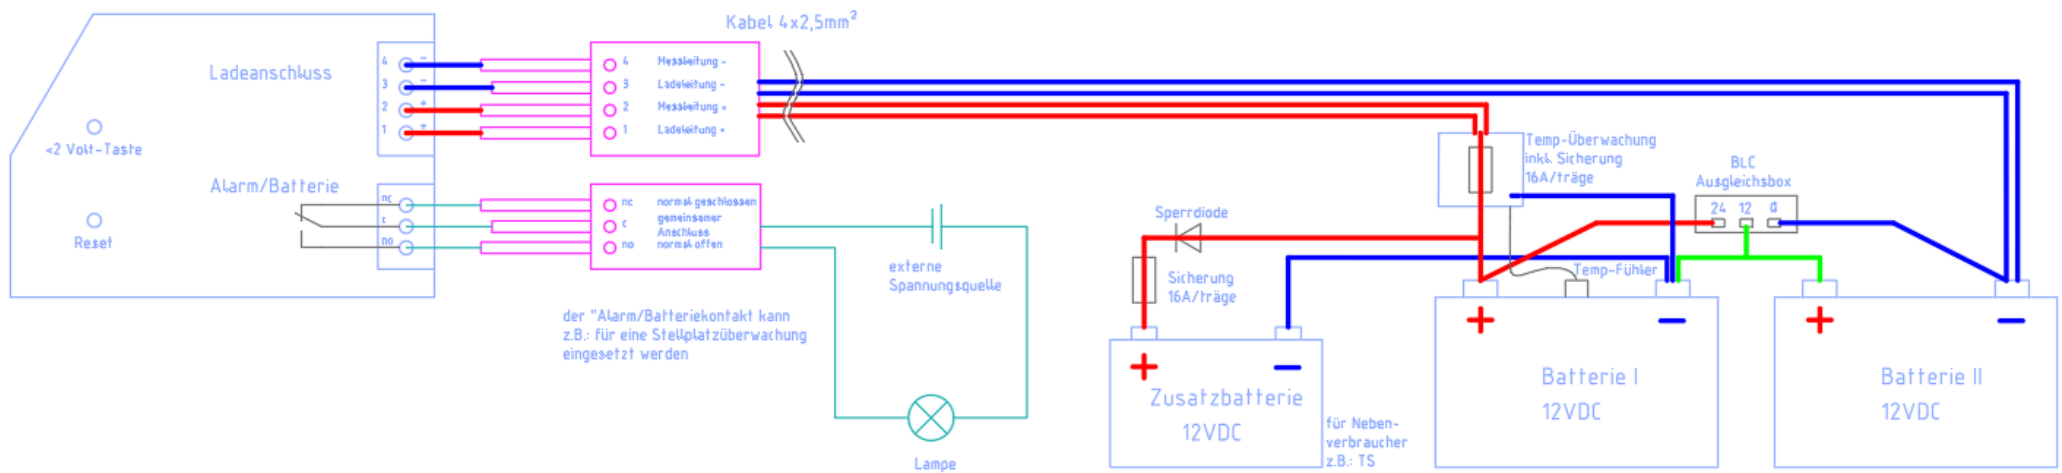 Kabel 4x2,5mm²
Ladeanschluss
4 -
3 -
2 +
1 +
4 Messleitung -
3 Ladeleitung -
2 Messleitung +
1 Ladeleitung +
<2 Volt-Taste
Reset
Alarm/Batterie
nc
c
no
nc normal geschlossen
c gemeinsamer
Anschluss
no normal offen
externe
Spannungsquelle
der "Alarm/Batteriekontakt kann
z.B.: für eine Stellplatzüberwachung
eingesetzt werden
Lampe
Temp-Überwachung
inkl. Sicherung
16A/träge
BLC
Ausgleichsbox
24 12 G
Sperrdiode
Sicherung
16A/träge
Temp-Fühler
+ -
Zusatzbatterie
12VDC
für Neben-
verbraucher
z.B.: TS
+ -
Batterie I
12VDC
+ -
Batterie II
12VDC